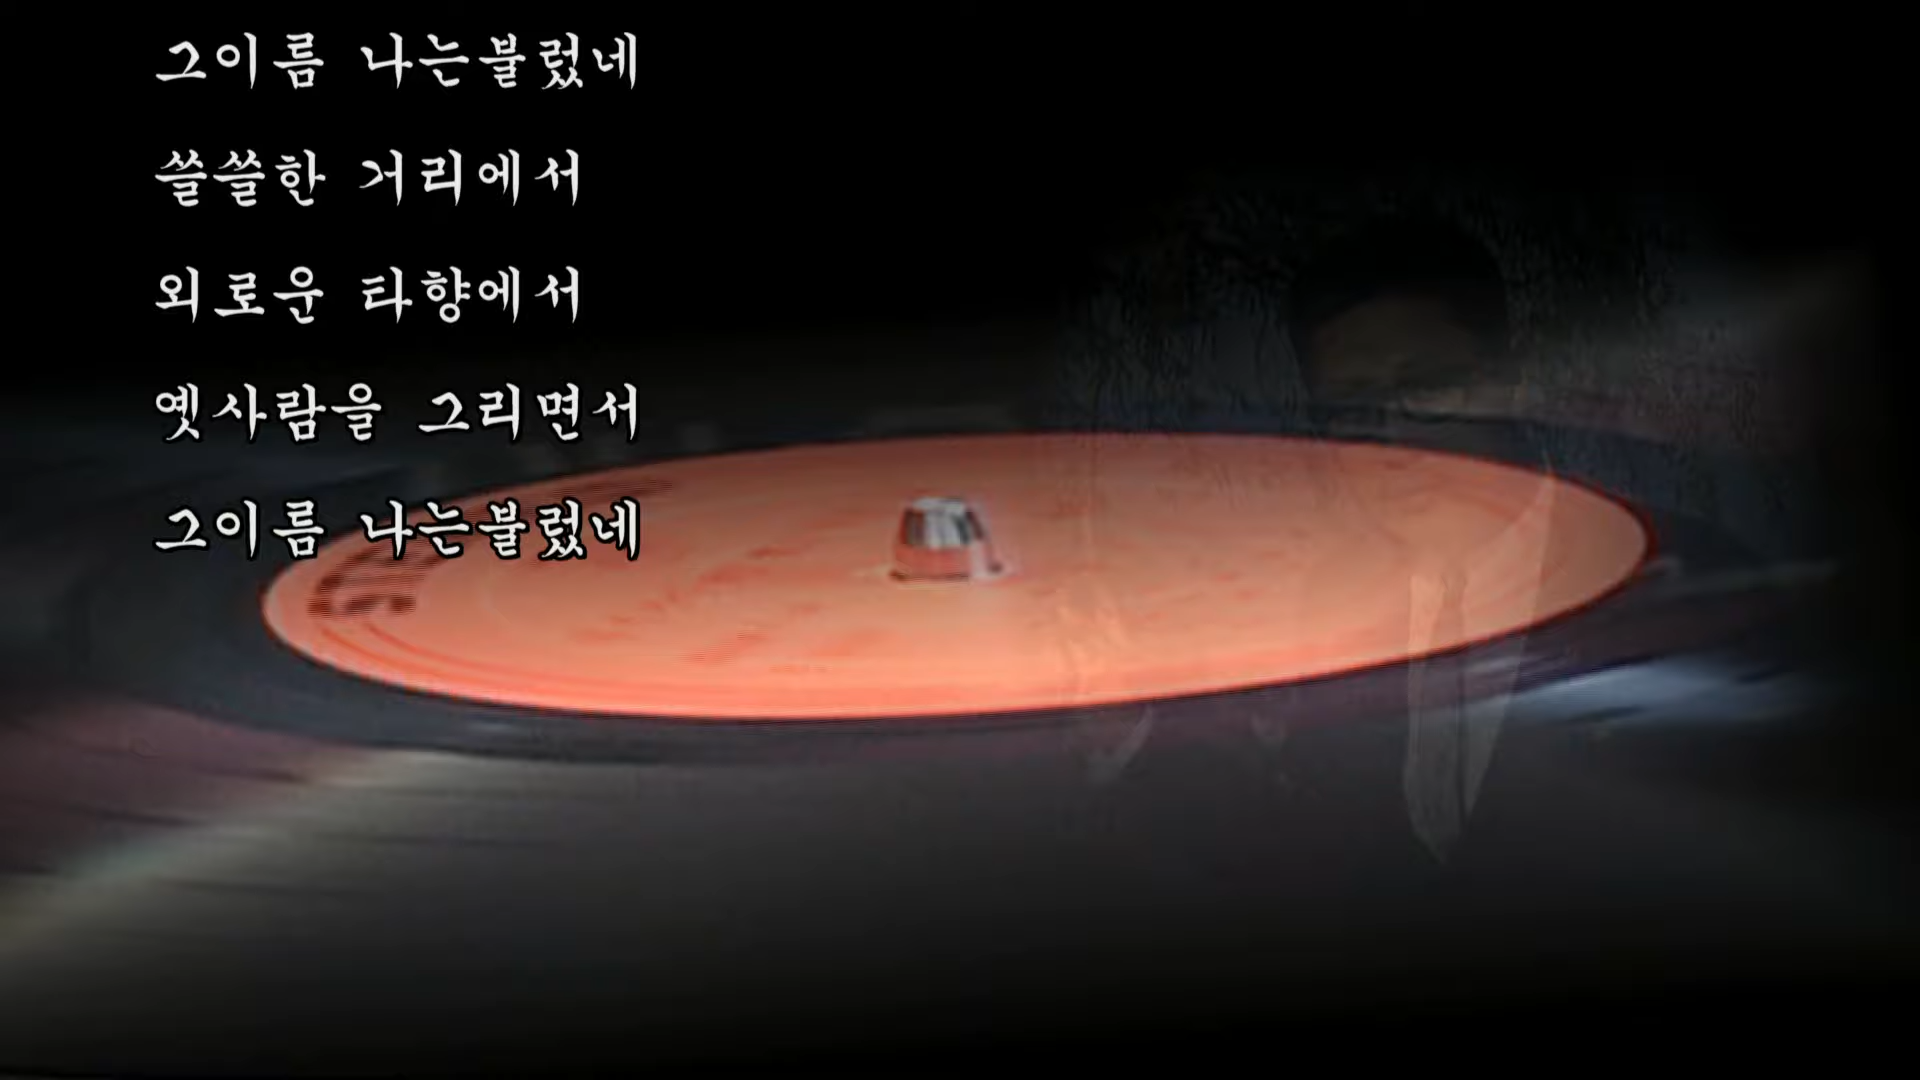 그이름 나는불렀네
쓸쓸한 거리에서
외로운 타향에서
옛사람을 그리면서
그이름 나는불렀네